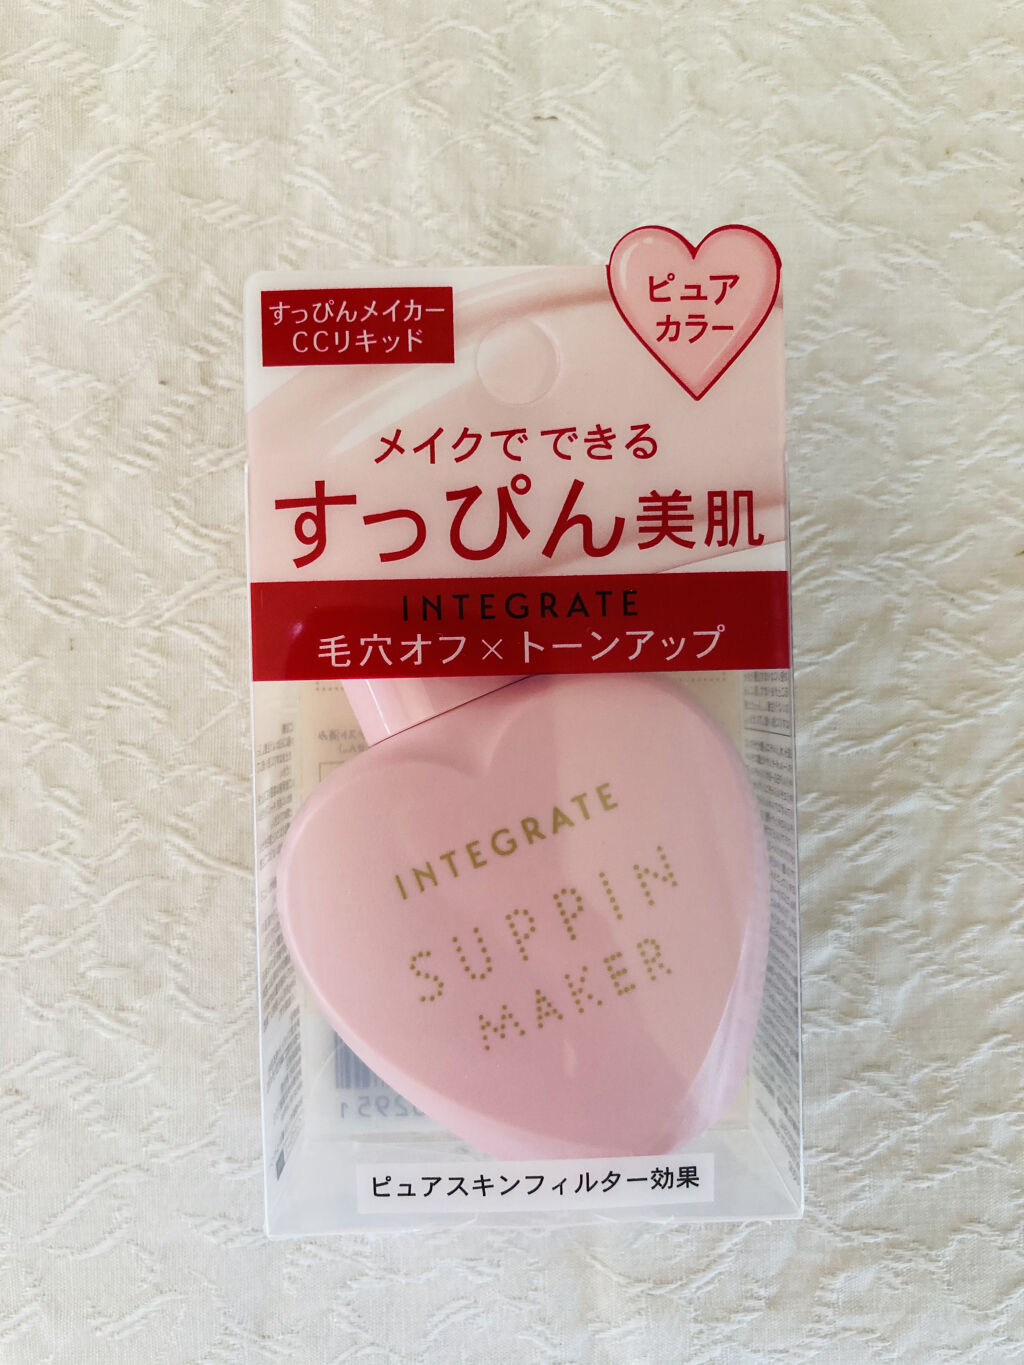 すっぴんメイカー
CCリキッド
ピュア
カラー
メイクでできる
すっぴん美肌
INTEGRATE
毛穴オフ×トーンアップ
INTEGRATE
SUPPIN
MAKER
ピュアスキンフィルター効果